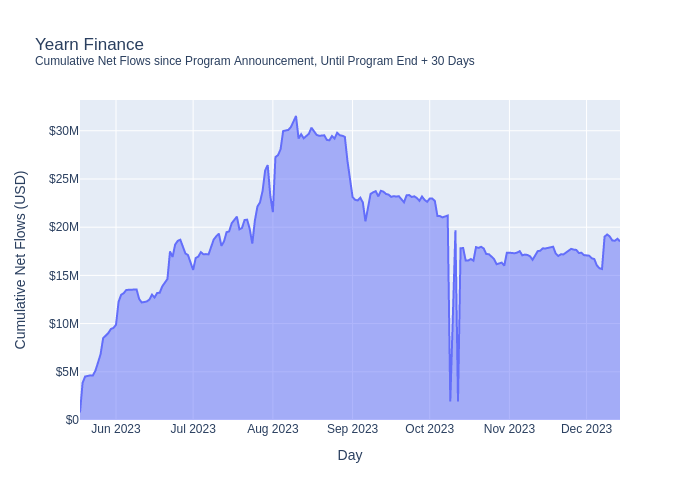 Yearn Finance
Cumulative Net Flows since Program Announcement, Until Program End + 30 Days
Cumulative Net Flows (USD)
$30M
$25M
$20M
$15M
$10M
$5M
$0
Jun 2023 Jul 2023 Aug 2023 Sep 2023 Oct 2023 Nov 2023 Dec 2023
Day